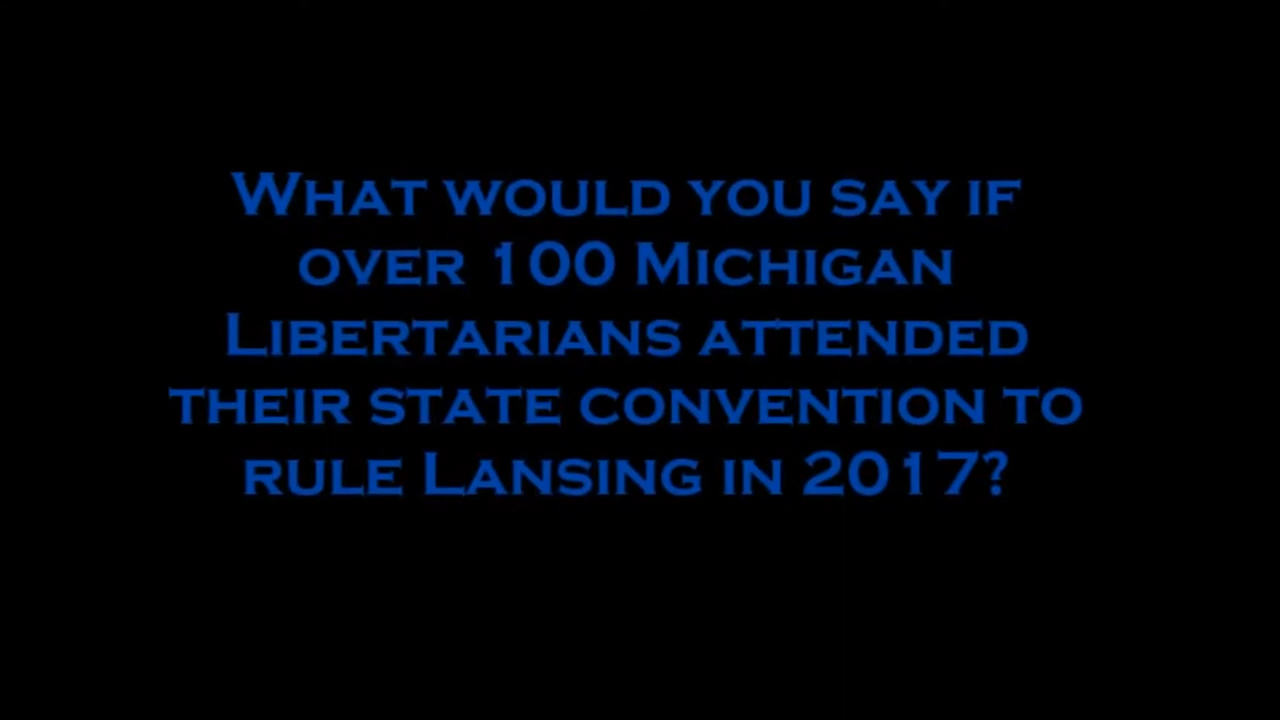 What would you say if
over 100 Michigan
Libertarians attended
their state convention to
rule Lansing in 2017?